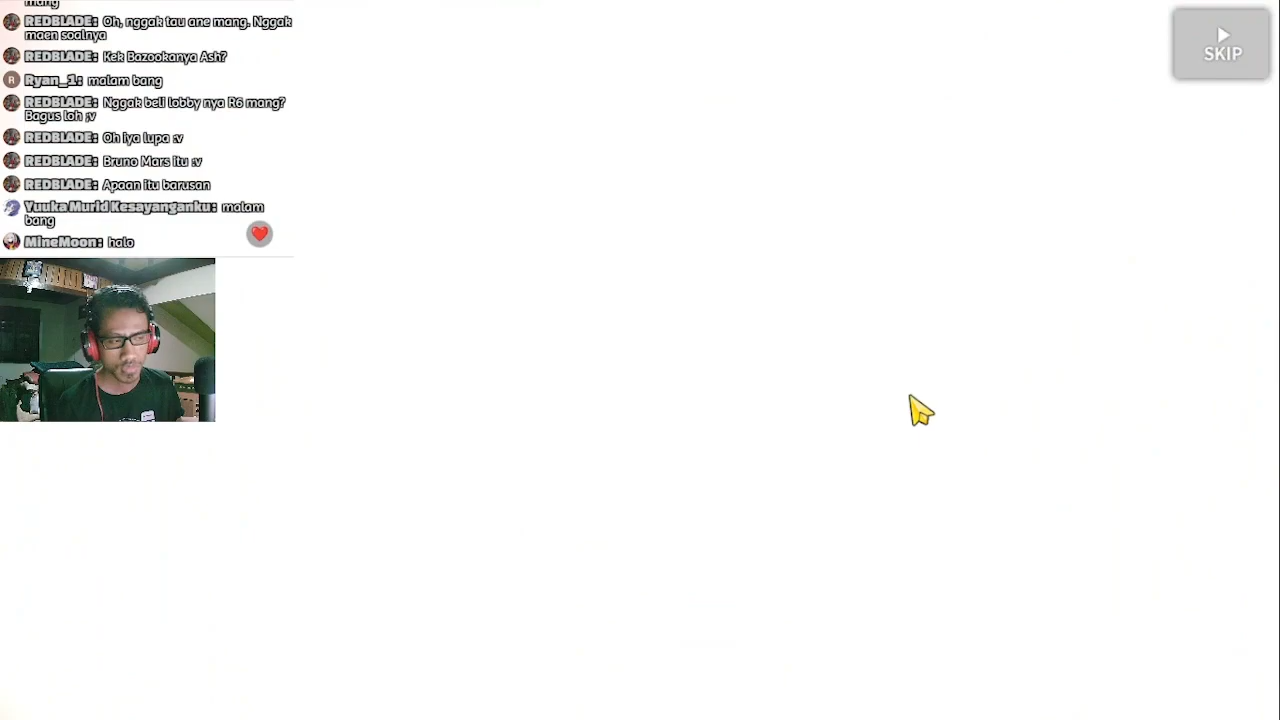 mang
REDBLADE: Oh, nggak tau ane mang. Nggak
maen soalnya
REDBLADE: Kek Bazookanya Ash?
R Ryan_1: malam bang
REDBLADE: Nggak beli lobby nya R6 mang?
Bagus loh ;v
REDBLADE: Oh iya lupa :v
REDBLADE: Bruno Mars itu :v
REDBLADE: Apaan itu barusan
Yuuka Murid Kesayanganku: malam
bang
MineMoon: halo
SKIP